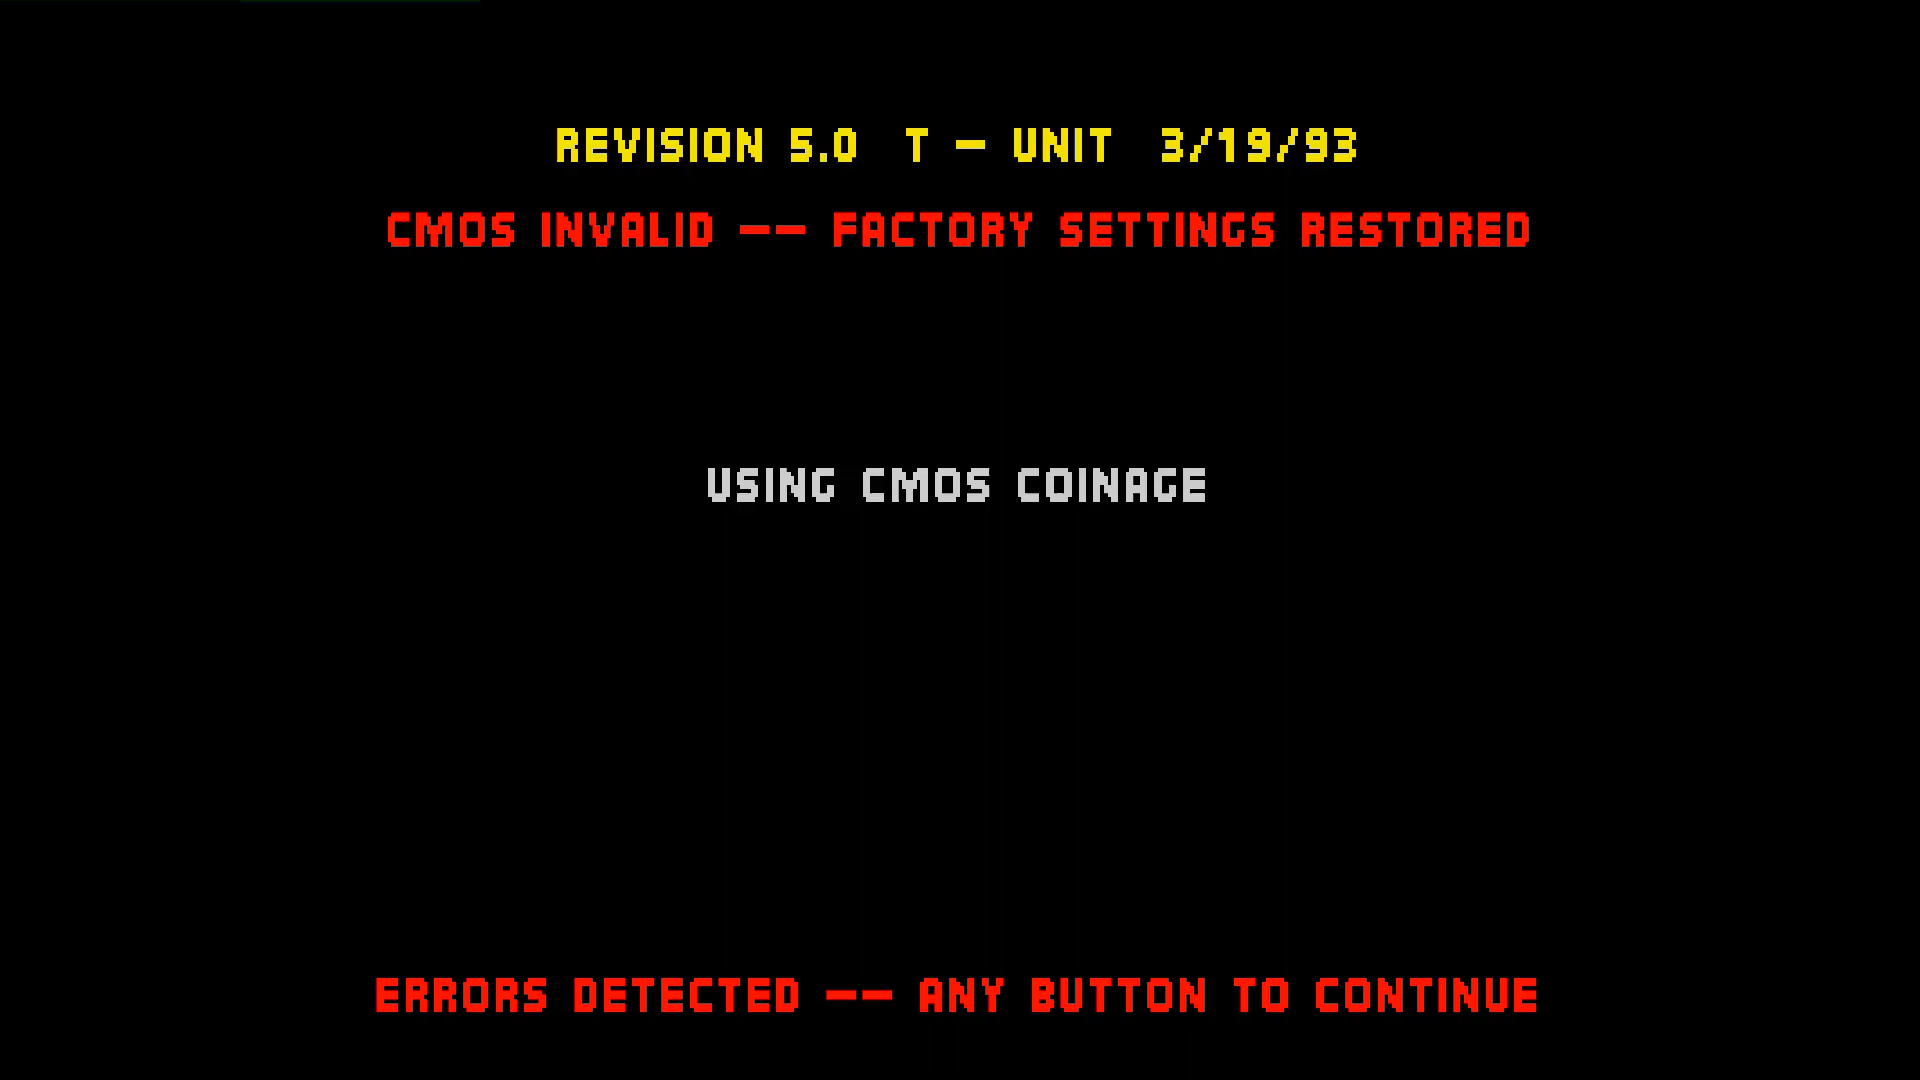 REVISION 5.0 T - UNIT 3/19/93
CMOS INVALID -- FACTORY SETTINGS RESTORED
USING CMOS COINAGE
ERRORS DETECTED -- ANY BUTTON TO CONTINUE